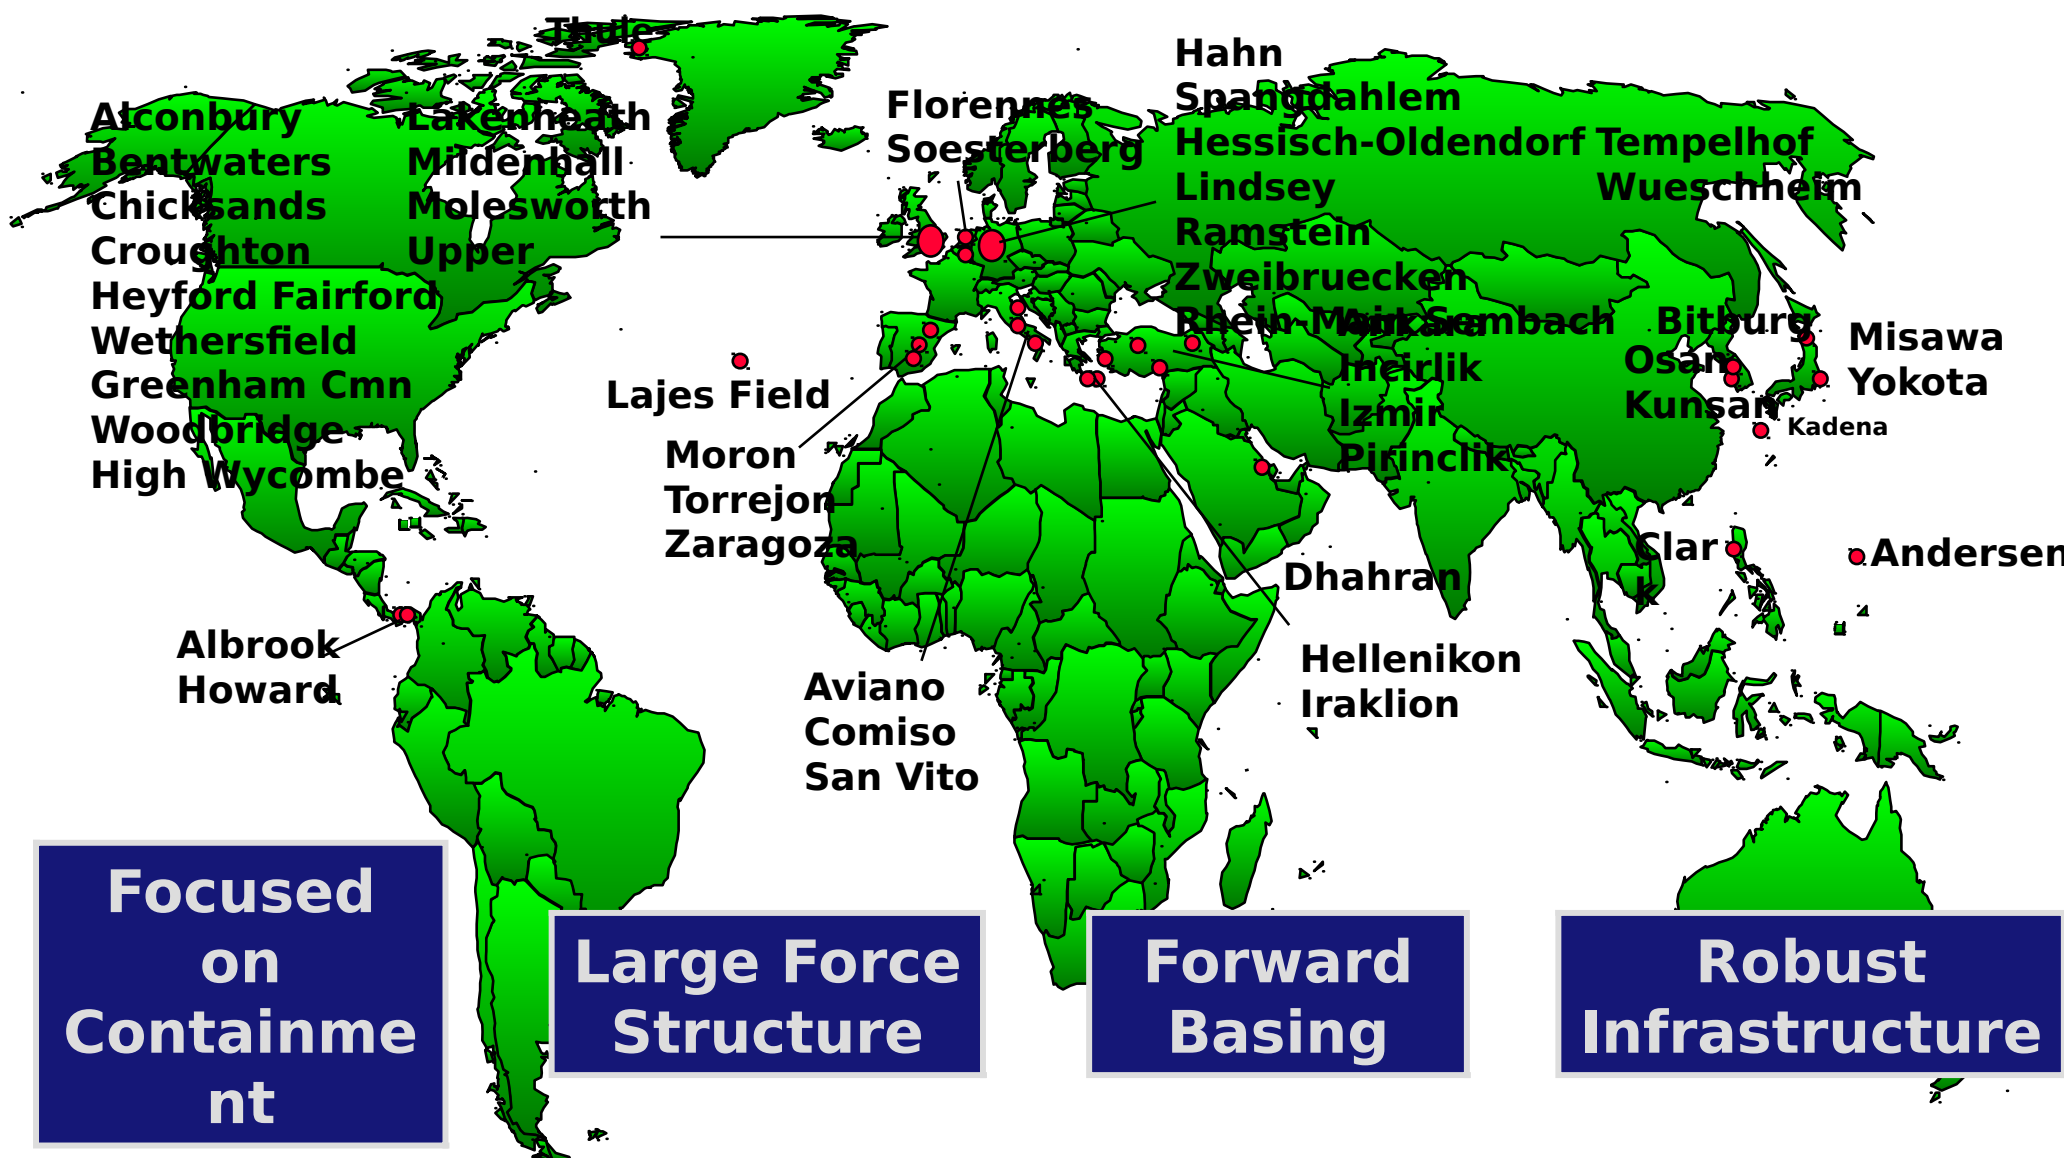 Thule
Alconbury
Bentwaters
Chicksands
Croughton
Heyford Fairford
Wethersfield
Greenham Cmn
Woodbridge
High Wycombe
Lakenheath
Mildenhall
Molesworth
Upper
Florennes
Soesterberg
Hahn
Spangdahlem
Hessisch-Oldendorf Tempelhof
Lindsey Wueschheim
Ramstein
Zweibruecken
Rhein-Main Sembach Bitburg
Ankara
Incirlik
Izmir
Pirinclik
Osan
Kunsan
Misawa
Yokota
Kadena
Lajes Field
Moron
Torrejon
Zaragoza
Clar
k
Andersen
Dhahran
Albrook
Howard
Aviano
Comiso
San Vito
Hellenikon
Iraklion
Focused
on
Containme
nt
Large Force
Structure
Forward
Basing
Robust
Infrastructure